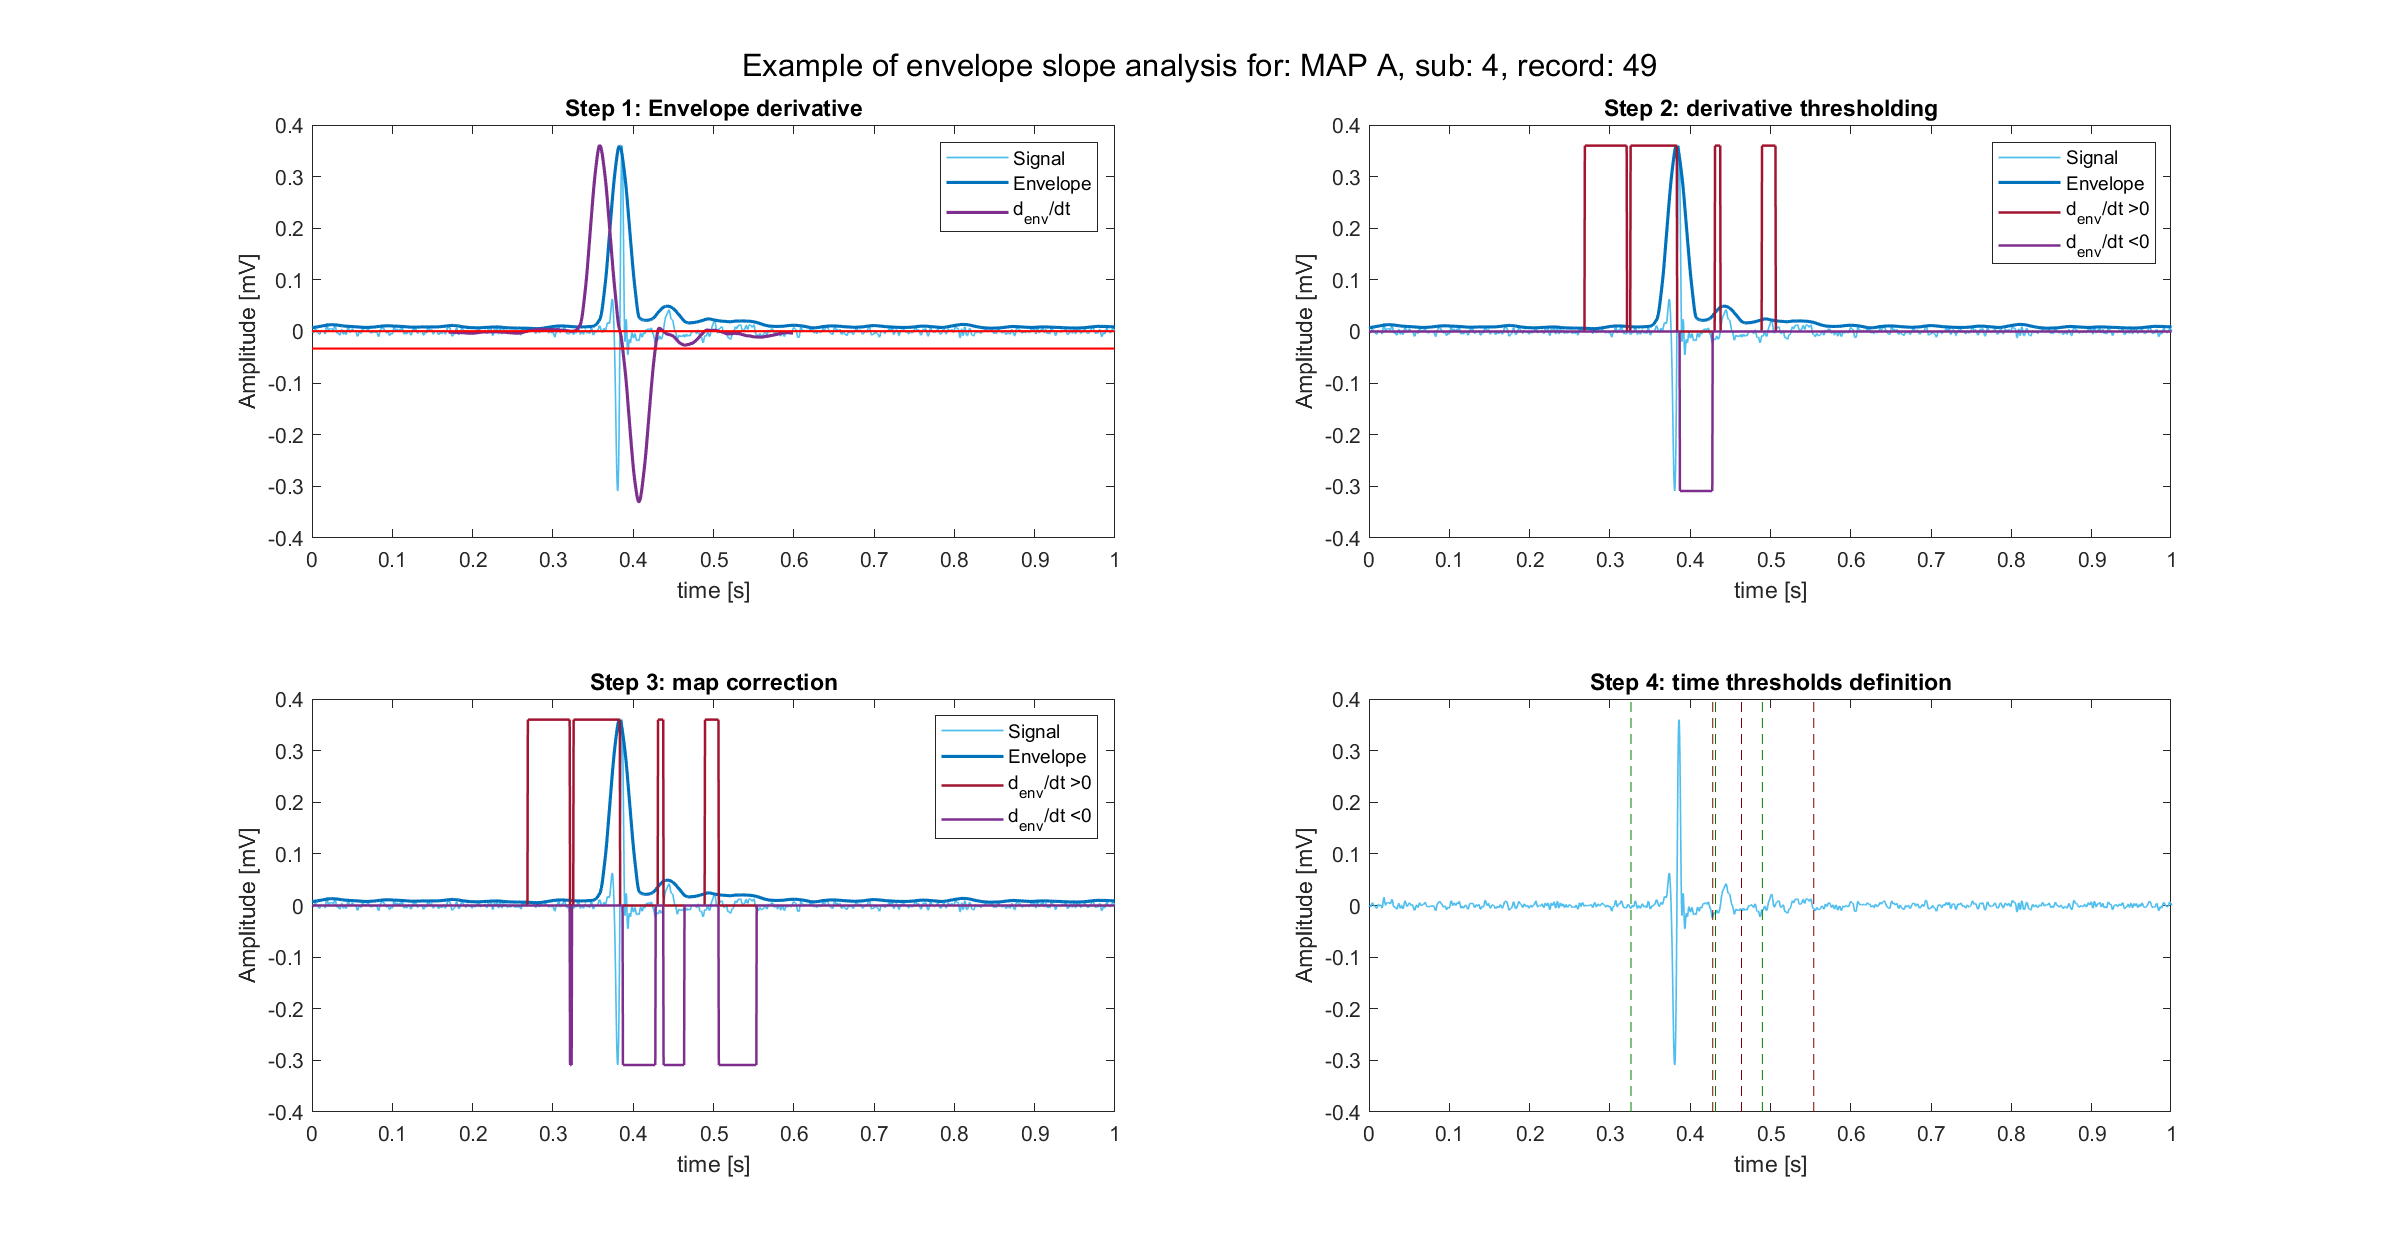 Example of envelope slope analysis for: MAP A, sub: 4, record: 49
Step 1: Envelope derivative
0.4
0.3
0.2
0.1
0
-0.1
-0.2
-0.3
-0.4
Amplitude [mV]
0 0.1 0.2 0.3 0.4 0.5 0.6 0.7 0.8 0.9 1
time [s]
Signal
Envelope
d_env/dt
Step 2: derivative thresholding
0.4
0.3
0.2
0.1
0
-0.1
-0.2
-0.3
-0.4
Amplitude [mV]
0 0.1 0.2 0.3 0.4 0.5 0.6 0.7 0.8 0.9 1
time [s]
Signal
Envelope
d_env/dt >0
d_env/dt <0
Step 3: map correction
0.4
0.3
0.2
0.1
0
-0.1
-0.2
-0.3
-0.4
Amplitude [mV]
0 0.1 0.2 0.3 0.4 0.5 0.6 0.7 0.8 0.9 1
time [s]
Signal
Envelope
d_env/dt >0
d_env/dt <0
Step 4: time thresholds definition
0.4
0.3
0.2
0.1
0
-0.1
-0.2
-0.3
-0.4
Amplitude [mV]
0 0.1 0.2 0.3 0.4 0.5 0.6 0.7 0.8 0.9 1
time [s]